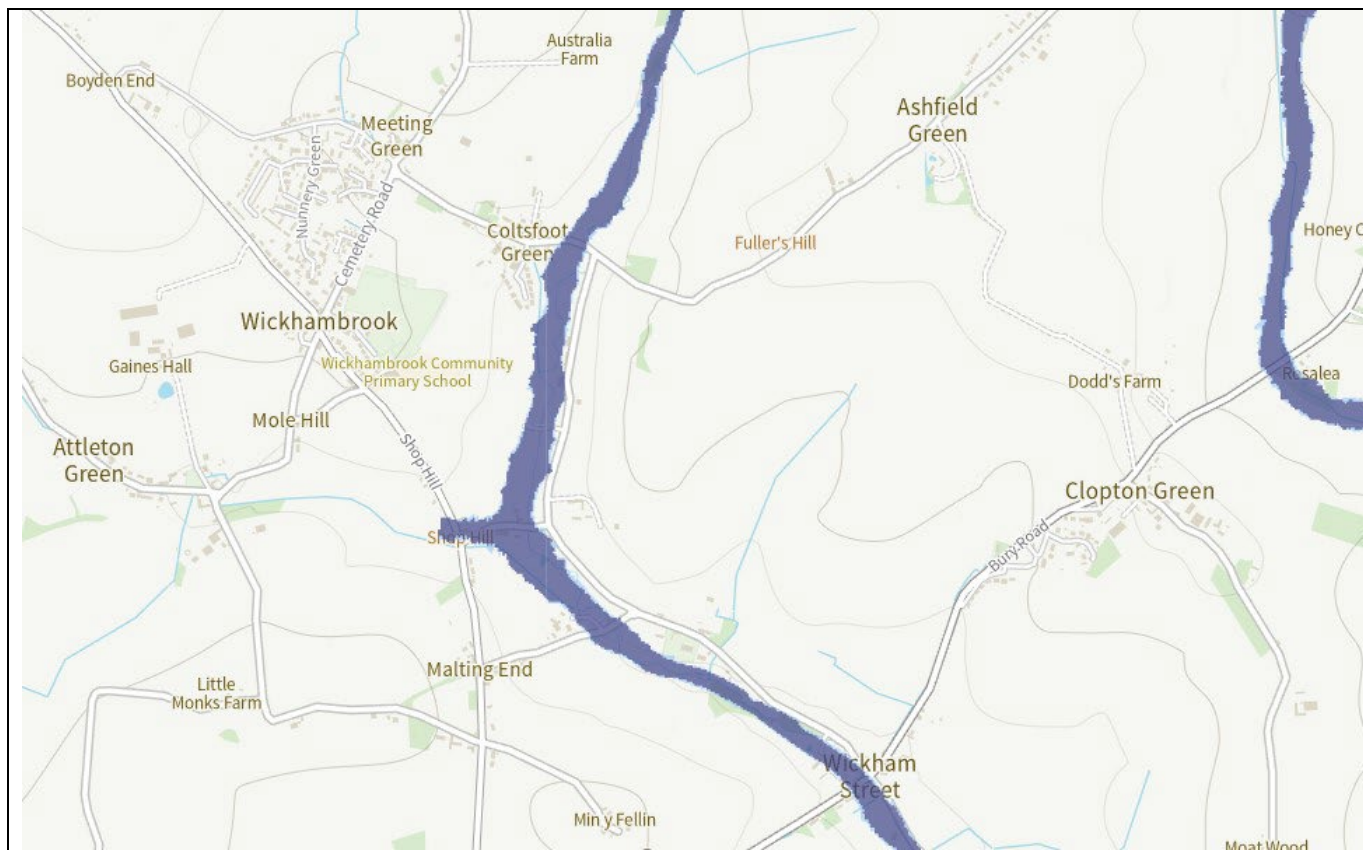 Australia
Farm
Boyden End
Ashfield
Green
Meeting
Green
Nunnery Green
Cemetery Road
Coltsfoot
Green
Fuller's Hill
Honey
Wickhambrook
Wickhambrook Community
Primary School
Gaines Hall
Rosalea
Dodd's Farm
Mole Hill
Attleton
Green
Shop Hill
Clopton Green
Shop Hill
Bury Road
Malting End
Little
Monks Farm
Wickham
Street
Min y Fellin
Moat Wood